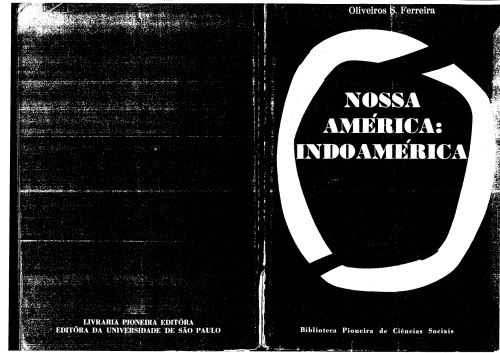 Oliveiros S. Ferreira
NOSSA
AMÉRICA:
INDOAMÉRICA
LIVRARIA PIONEIRA EDITÔRA
EDITÔRA DA UNIVERSIDADE DE SÃO PAULO
Biblioteca Pioneira de Ciências Sociais